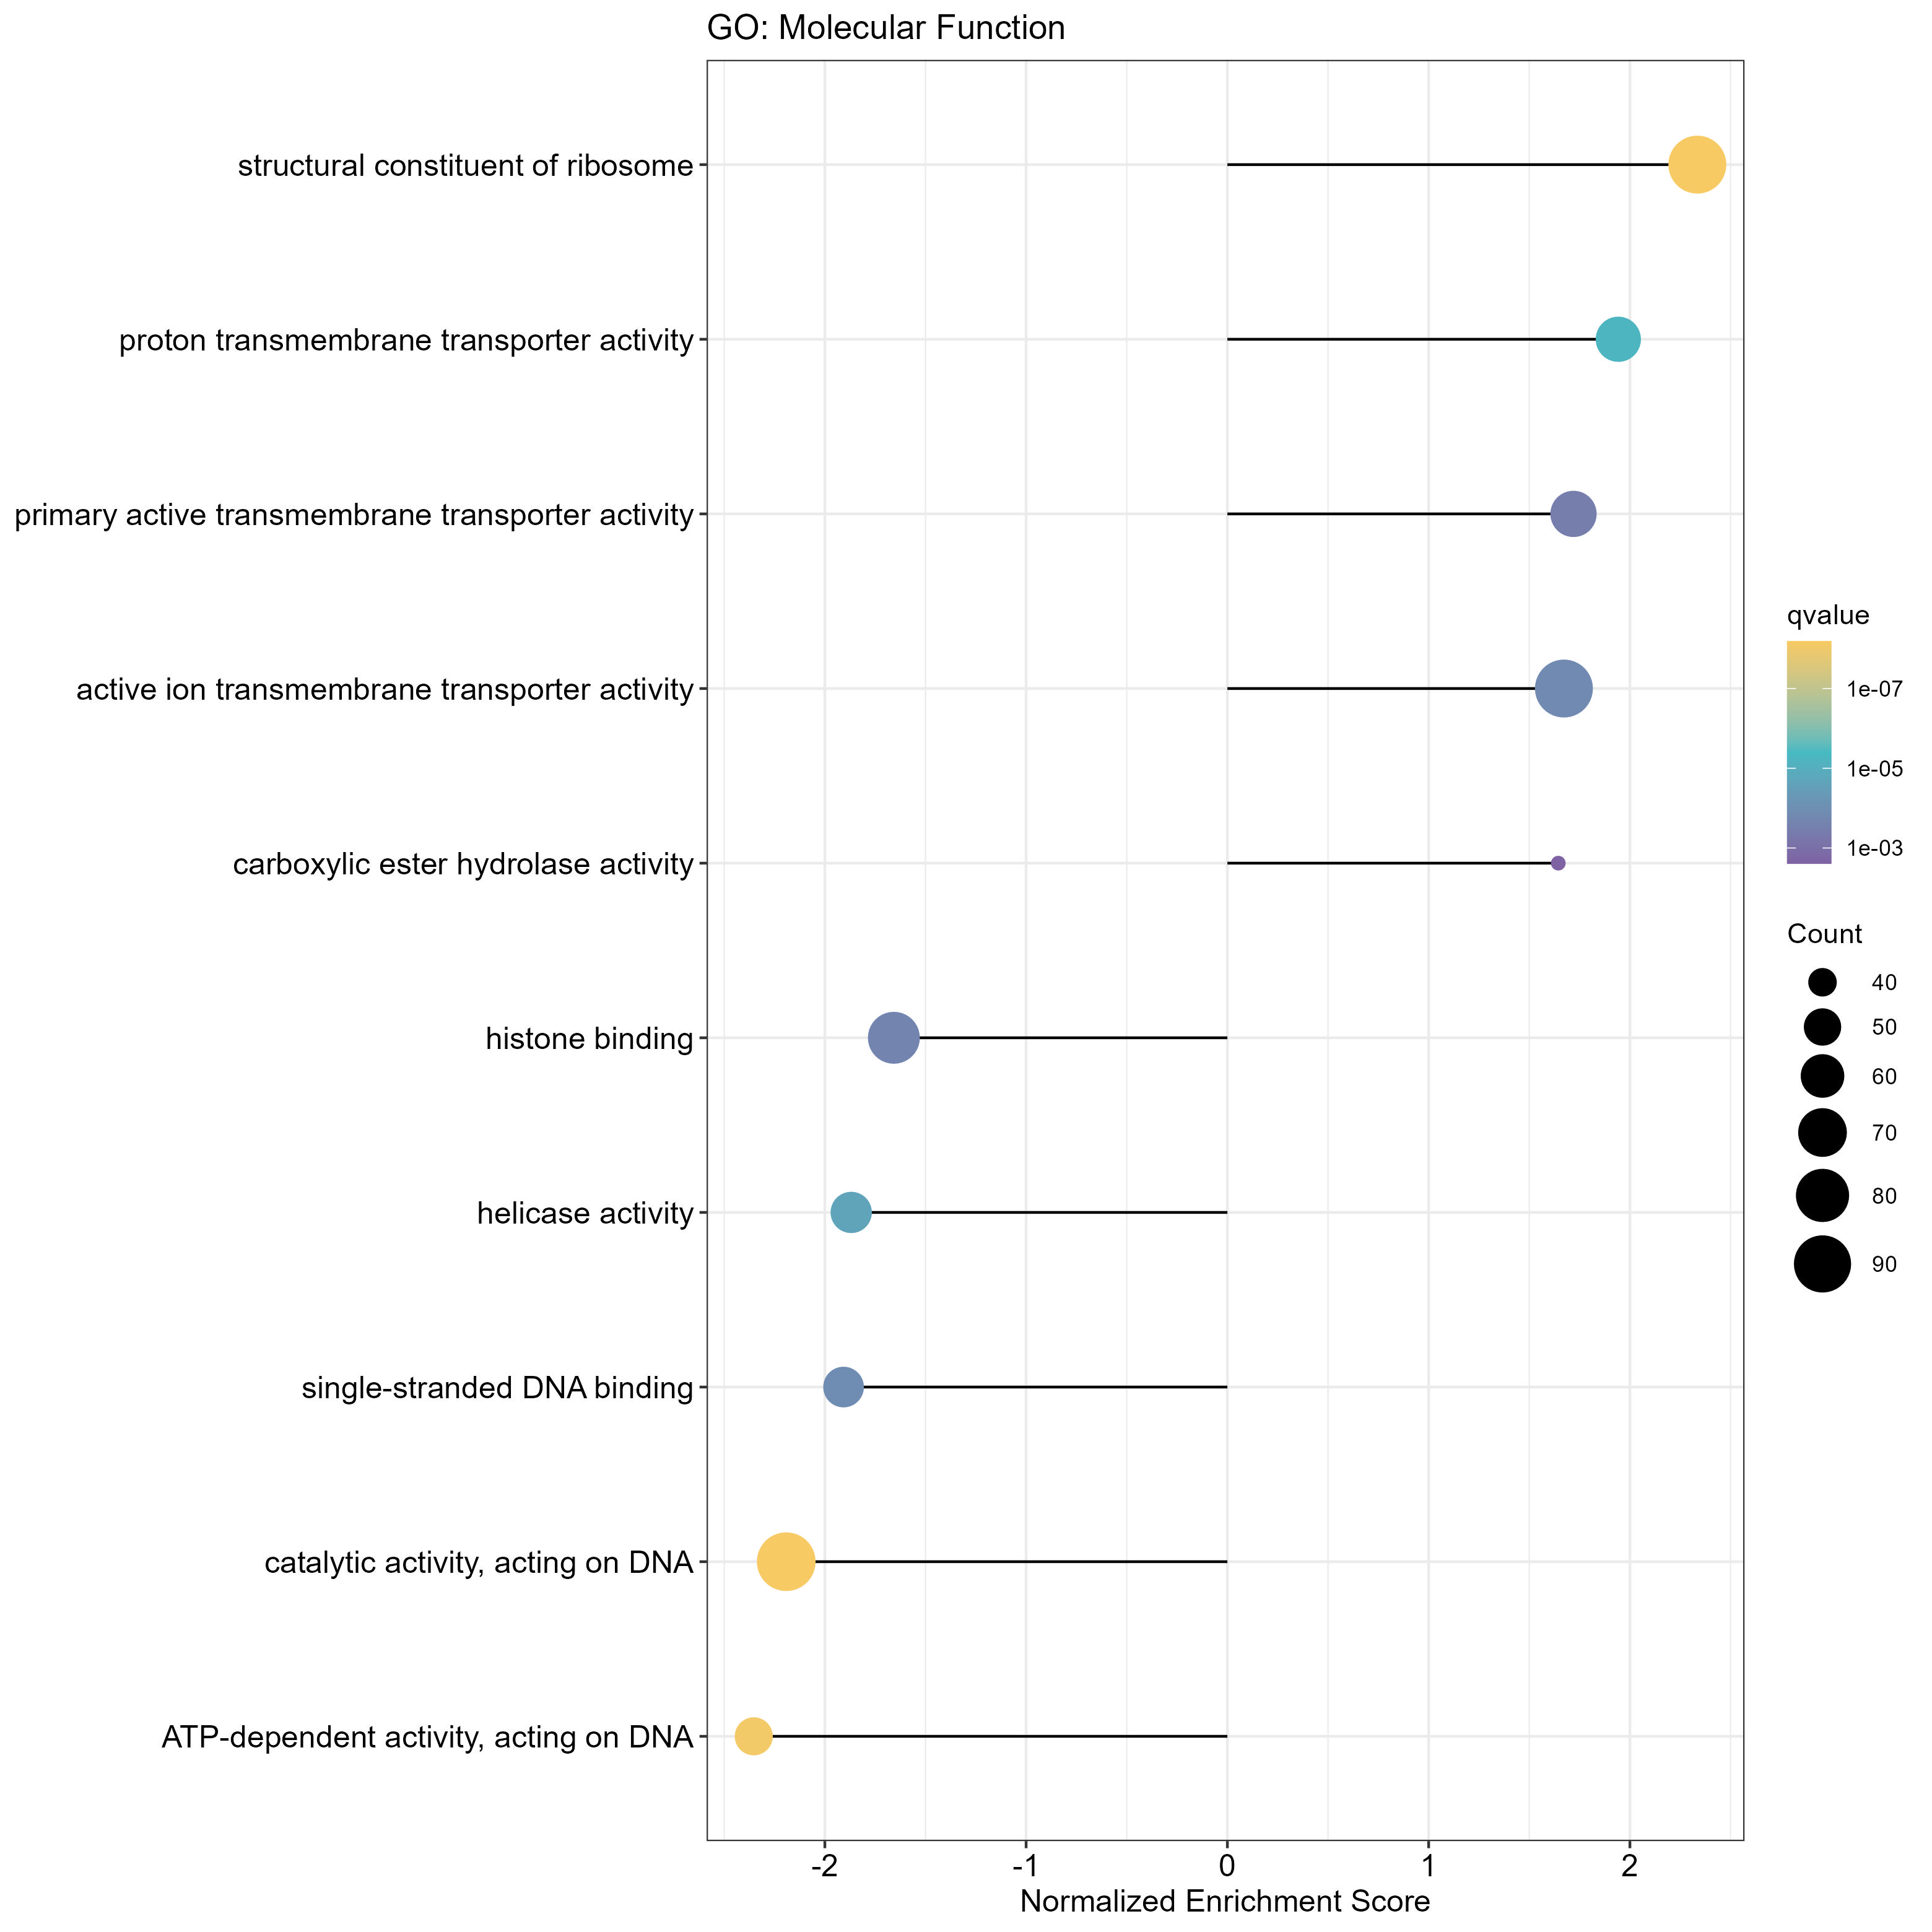 GO: Molecular Function
structural constituent of ribosome
proton transmembrane transporter activity
primary active transmembrane transporter activity
active ion transmembrane transporter activity
carboxylic ester hydrolase activity
histone binding
helicase activity
single-stranded DNA binding
catalytic activity, acting on DNA
ATP-dependent activity, acting on DNA
-2 -1 0 1 2
Normalized Enrichment Score
qvalue
1e-07
1e-05
1e-03
Count
40
50
60
70
80
90